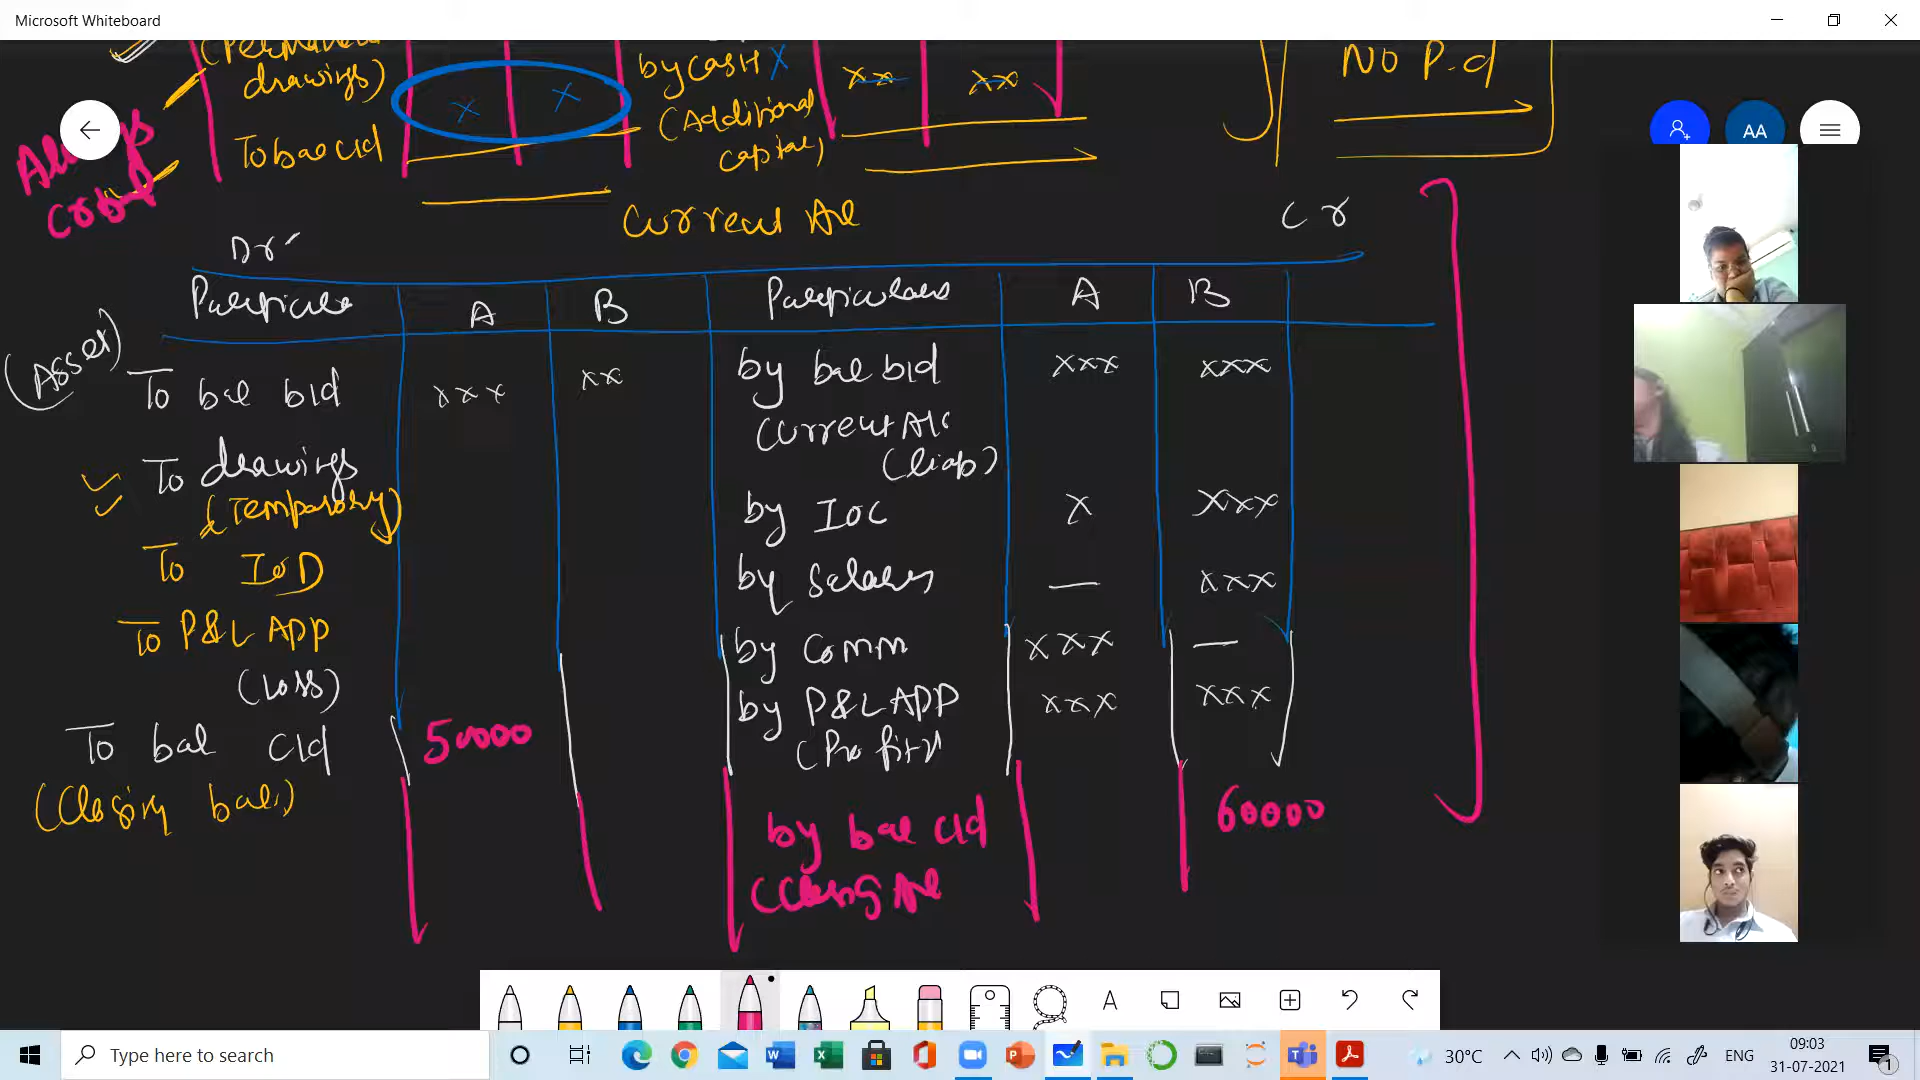 Microsoft Whiteboard
(Permanent
drawings)
by CASH X
(Additional
capital)
xx xx
NO P.d
X X
To bal c/d
Always
AA
Current A/c
Dr
Cr
Particulars A B Particulars A B
(Asset)
To bal b/d xxx xx by bal b/d xxx xxx
Current A/c
(liab)
To drawings
(Temporary)
by IOC x xxx
To IOD
by Salary — xxx
To P&L APP
(Loss)
by Comm xxx —
by P&L APP xxx xxx
(Profit)
To bal c/d 50000
(Closing bal)
by bal c/d 60000
(Closing A/c
Type here to search
30°C
ENG
09:03
31-07-2021
1